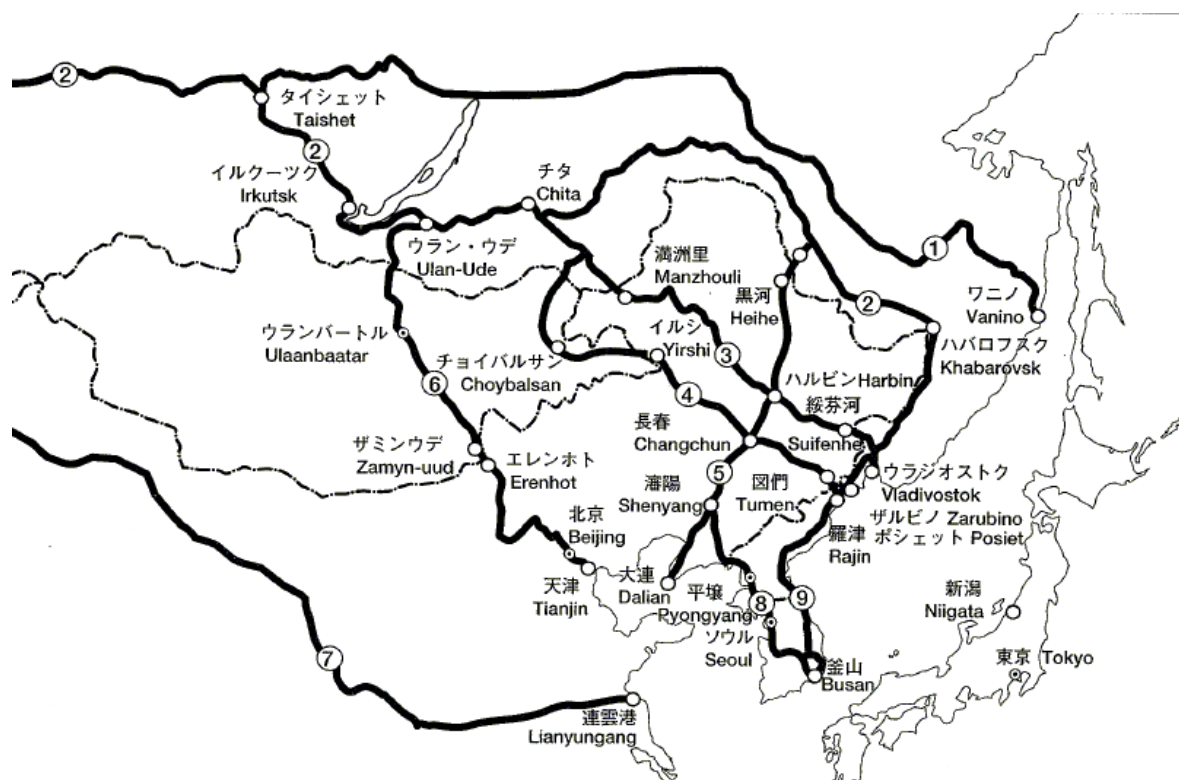 ②
タイシェット
Taishet
②
イルクーツク
Irkutsk
チタ
Chita
ウラン・ウデ
Ulan-Ude
満洲里
Manzhouli
黒河
Heihe
①
②
ワニノ
Vanino
ハバロフスク
Khabarovsk
ウランバートル
Ulaanbaatar
チョイバルサン
Choybalsan
イルシ
Yirshi
③
⑥
④
ハルビン Harbin
綏芬河
Suifenhe
長春
Changchun
ザミンウデ
Zamyn-uud
エレンホト
Erenhot
⑤
瀋陽
Shenyang
図們
Tumen
ウラジオストク
Vladivostok
ザルビノ Zarubino
ポシェット Posiet
羅津
Rajin
北京
Beijing
天津
Tianjin
大連
Dalian
平壌
Pyongyang
⑧
⑨
ソウル
Seoul
釜山
Busan
新潟
Niigata
東京 Tokyo
⑦
連雲港
Lianyungang